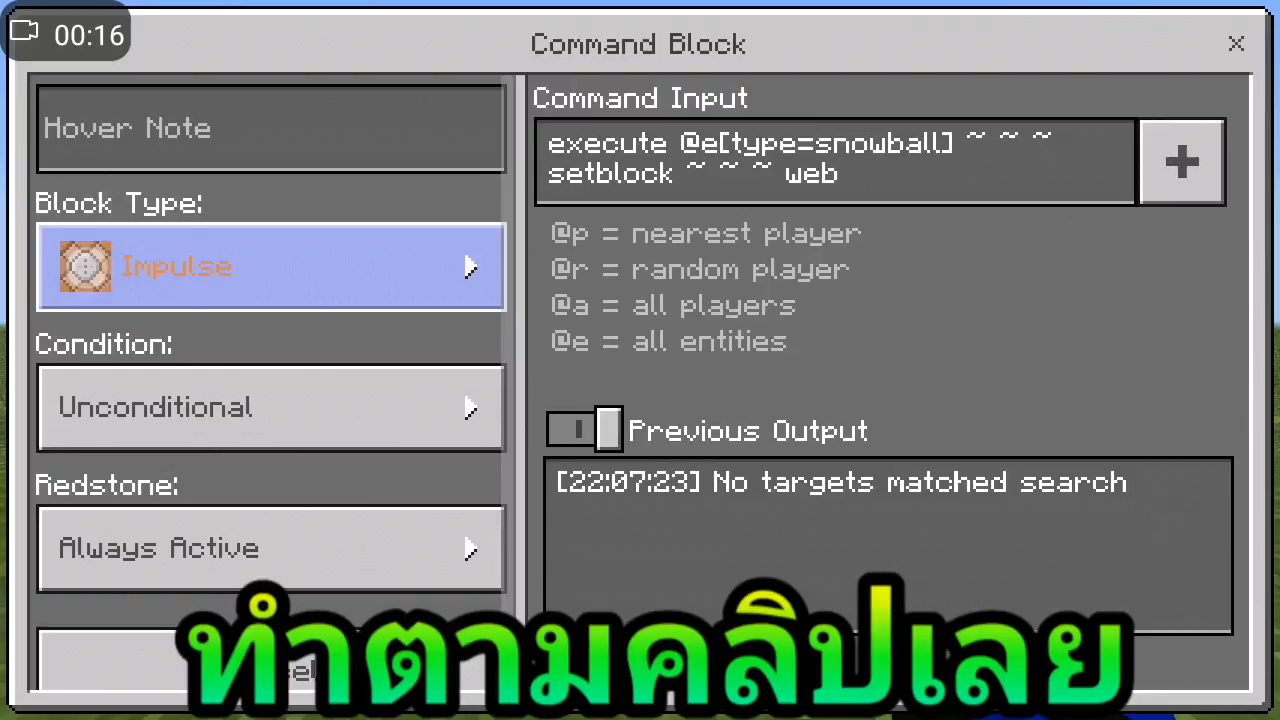 00:16
Command Block
Hover Note
Block Type:
Impulse
Condition:
Unconditional
Redstone:
Always Active
Command Input
execute @e[type=snowball] ~ ~ ~
setblock ~ ~ ~ web
@p = nearest player
@r = random player
@a = all players
@e = all entities
Previous Output
[22:07:23] No targets matched search
ทำตามคลิปเลย